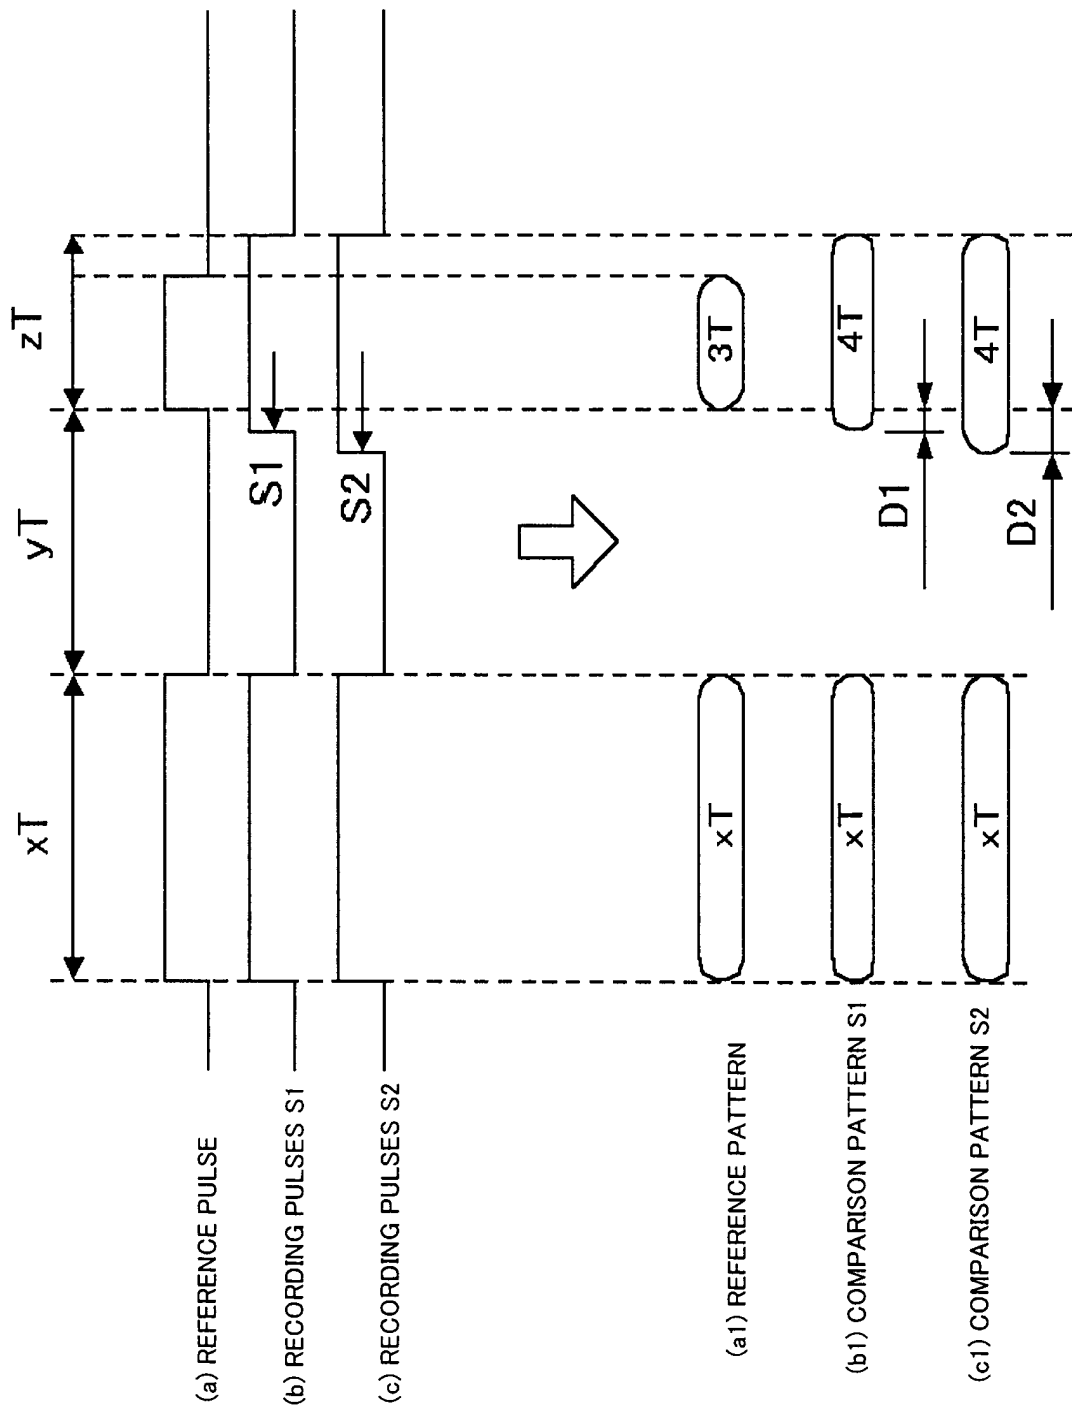 xT
yT
zT
(a) REFERENCE PULSE
(b) RECORDING PULSES S1
S1
(c) RECORDING PULSES S2
S2
(a1) REFERENCE PATTERN
xT
3T
(b1) COMPARISON PATTERN S1
xT
4T
D1
(c1) COMPARISON PATTERN S2
xT
4T
D2